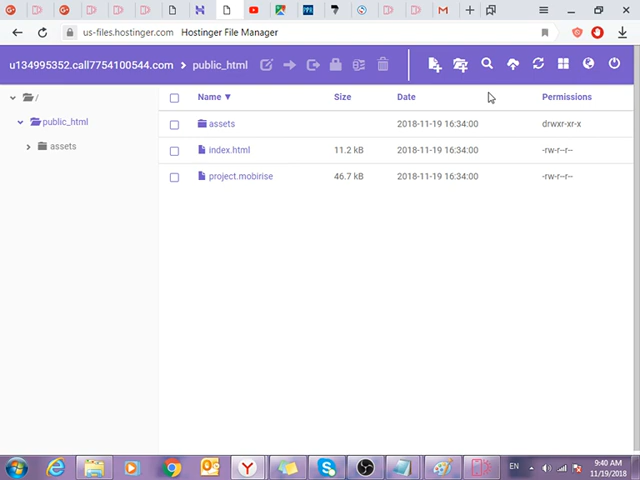 us-files.hostinger.com Hostinger File Manager
u134995352.call7754100544.com > public_html
Name ▼ Size Date Permissions
/
public_html
assets
assets 2018-11-19 16:34:00 drwxr-xr-x
index.html 11.2 kB 2018-11-19 16:34:00 -rw-r--r--
project.mobirise 46.7 kB 2018-11-19 16:34:00 -rw-r--r--
EN
9:40 AM
11/19/2018